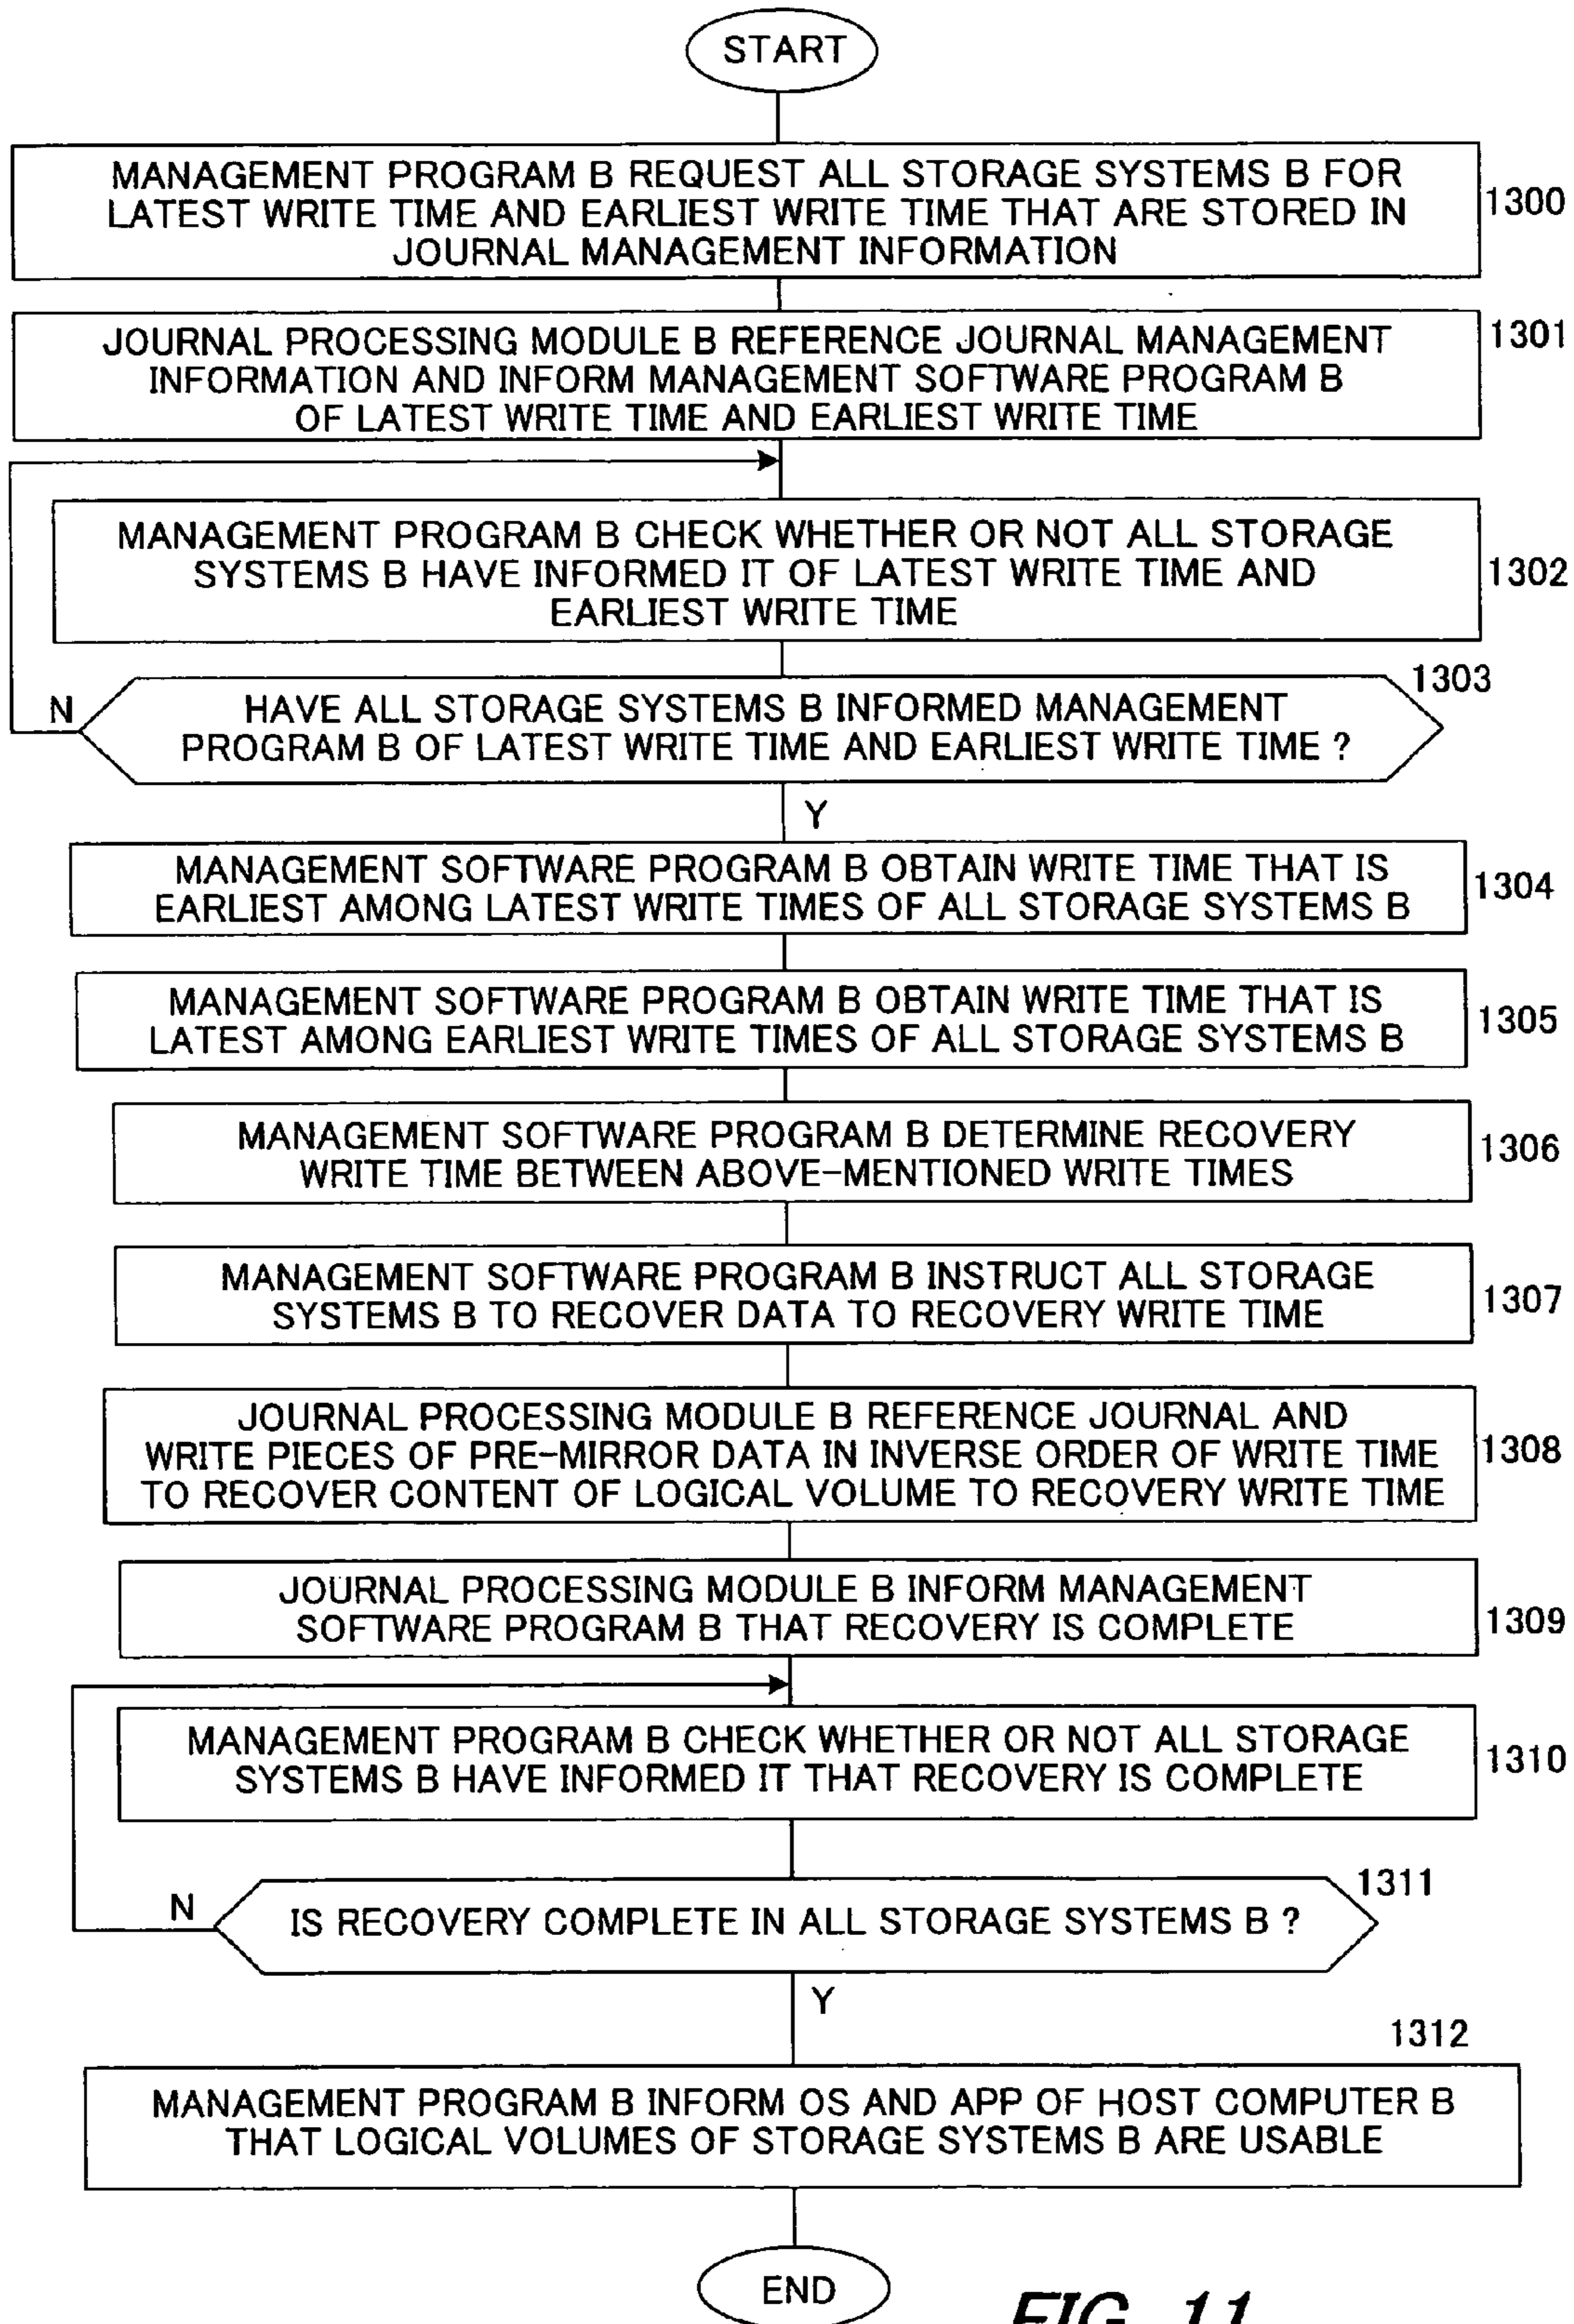 START
MANAGEMENT PROGRAM B REQUEST ALL STORAGE SYSTEMS B FOR
LATEST WRITE TIME AND EARLIEST WRITE TIME THAT ARE STORED IN
JOURNAL MANAGEMENT INFORMATION
1300
JOURNAL PROCESSING MODULE B REFERENCE JOURNAL MANAGEMENT
INFORMATION AND INFORM MANAGEMENT SOFTWARE PROGRAM B
OF LATEST WRITE TIME AND EARLIEST WRITE TIME
1301
MANAGEMENT PROGRAM B CHECK WHETHER OR NOT ALL STORAGE
SYSTEMS B HAVE INFORMED IT OF LATEST WRITE TIME AND
EARLIEST WRITE TIME
1302
1303
N
HAVE ALL STORAGE SYSTEMS B INFORMED MANAGEMENT
PROGRAM B OF LATEST WRITE TIME AND EARLIEST WRITE TIME ?
Y
MANAGEMENT SOFTWARE PROGRAM B OBTAIN WRITE TIME THAT IS
EARLIEST AMONG LATEST WRITE TIMES OF ALL STORAGE SYSTEMS B
1304
MANAGEMENT SOFTWARE PROGRAM B OBTAIN WRITE TIME THAT IS
LATEST AMONG EARLIEST WRITE TIMES OF ALL STORAGE SYSTEMS B
1305
MANAGEMENT SOFTWARE PROGRAM B DETERMINE RECOVERY
WRITE TIME BETWEEN ABOVE-MENTIONED WRITE TIMES
1306
MANAGEMENT SOFTWARE PROGRAM B INSTRUCT ALL STORAGE
SYSTEMS B TO RECOVER DATA TO RECOVERY WRITE TIME
1307
JOURNAL PROCESSING MODULE B REFERENCE JOURNAL AND
WRITE PIECES OF PRE-MIRROR DATA IN INVERSE ORDER OF WRITE TIME
TO RECOVER CONTENT OF LOGICAL VOLUME TO RECOVERY WRITE TIME
1308
JOURNAL PROCESSING MODULE B INFORM MANAGEMENT
SOFTWARE PROGRAM B THAT RECOVERY IS COMPLETE
1309
MANAGEMENT PROGRAM B CHECK WHETHER OR NOT ALL STORAGE
SYSTEMS B HAVE INFORMED IT THAT RECOVERY IS COMPLETE
1310
1311
N
IS RECOVERY COMPLETE IN ALL STORAGE SYSTEMS B ?
Y
1312
MANAGEMENT PROGRAM B INFORM OS AND APP OF HOST COMPUTER B
THAT LOGICAL VOLUMES OF STORAGE SYSTEMS B ARE USABLE
END
FIG. 11